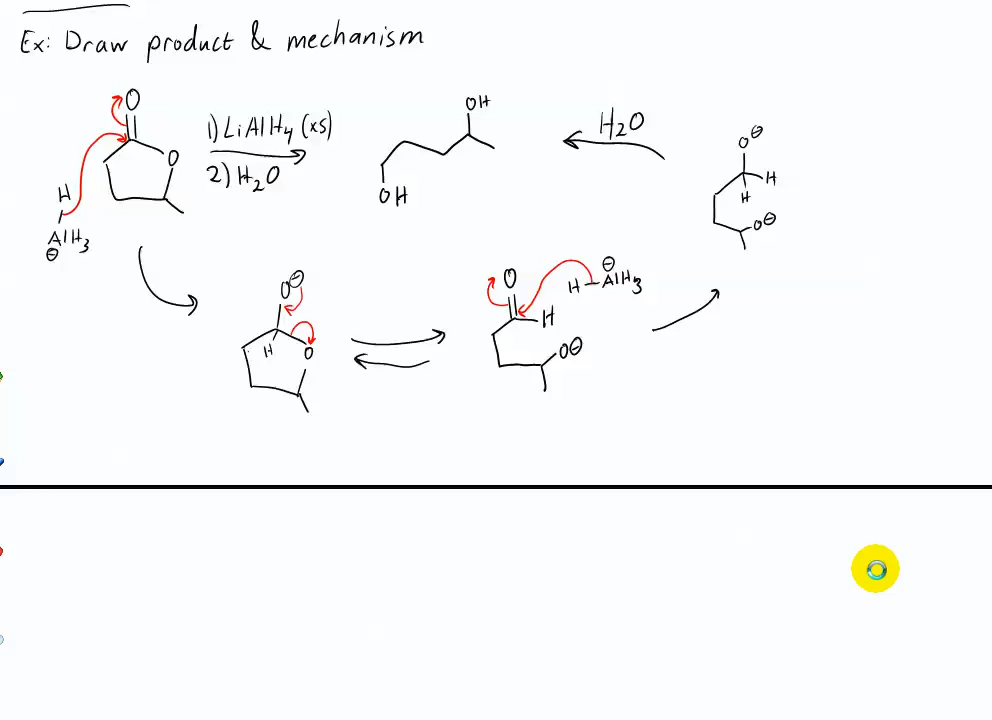 Ex: Draw product & mechanism
O
O
H
AlH3
⊖
1) LiAlH4 (xs)
2) H2O
OH
OH
H2O
O⊖
H
H
O⊖
O⊖
H
O
O
H
O⊖
⊖
H-AlH3